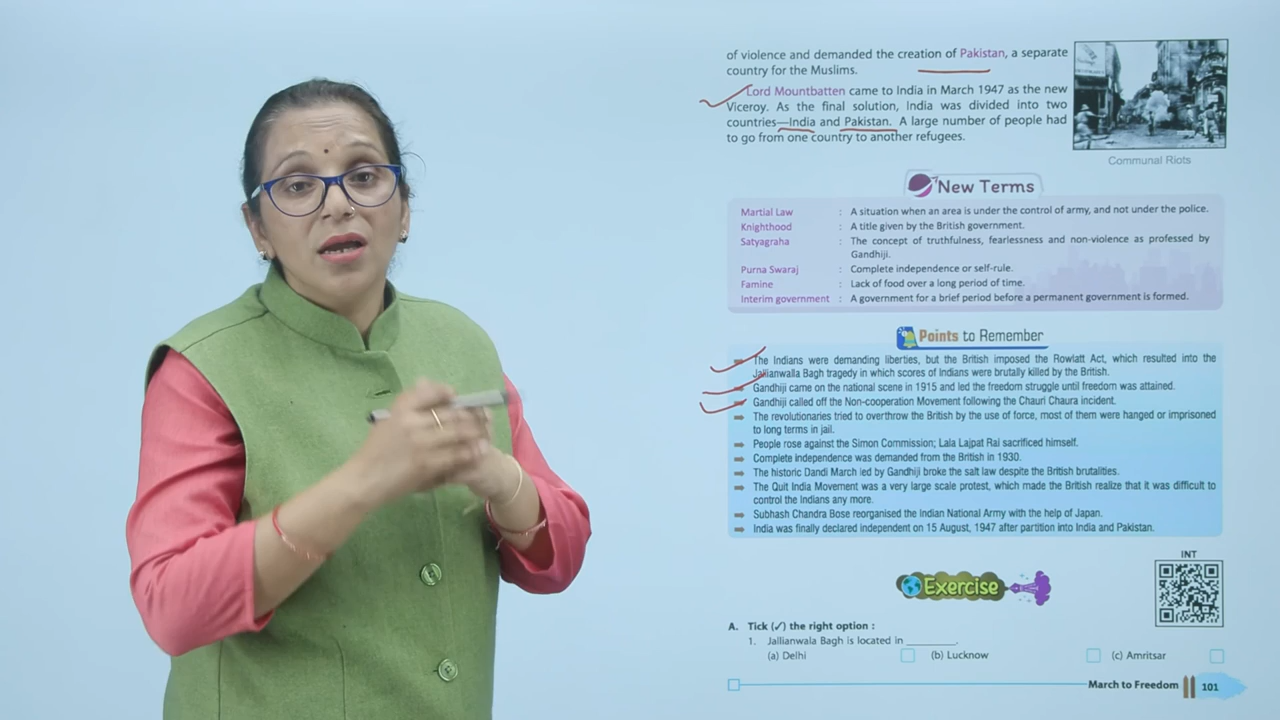 of violence and demanded the creation of Pakistan, a separate
country for the Muslims.
Lord Mountbatten came to India in March 1947 as the new
Viceroy. As the final solution, India was divided into two
countries—India and Pakistan. A large number of people had
to go from one country to another refugees.
Communal Riots
New Terms
Martial Law : A situation when an area is under the control of army, and not under the police.
Knighthood : A title given by the British government.
Satyagraha : The concept of truthfulness, fearlessness and non-violence as professed by
Gandhiji.
Purna Swaraj : Complete independence or self-rule.
Famine : Lack of food over a long period of time.
Interim government : A government for a brief period before a permanent government is formed.
Points to Remember
The Indians were demanding liberties, but the British imposed the Rowlatt Act, which resulted into the
Jallianwalla Bagh tragedy in which scores of Indians were brutally killed by the British.
Gandhiji came on the national scene in 1915 and led the freedom struggle until freedom was attained.
Gandhiji called off the Non-cooperation Movement following the Chauri Chaura incident.
The revolutionaries tried to overthrow the British by the use of force, most of them were hanged or imprisoned
to long terms in jail.
People rose against the Simon Commission; Lala Lajpat Rai sacrificed himself.
Complete independence was demanded from the British in 1930.
The historic Dandi March led by Gandhiji broke the salt law despite the British brutalities.
The Quit India Movement was a very large scale protest, which made the British realize that it was difficult to
control the Indians any more.
Subhash Chandra Bose reorganised the Indian National Army with the help of Japan.
India was finally declared independent on 15 August, 1947 after partition into India and Pakistan.
INT
Exercise
A. Tick (✓) the right option :
1. Jallianwala Bagh is located in ________.
(a) Delhi (b) Lucknow (c) Amritsar
March to Freedom 101